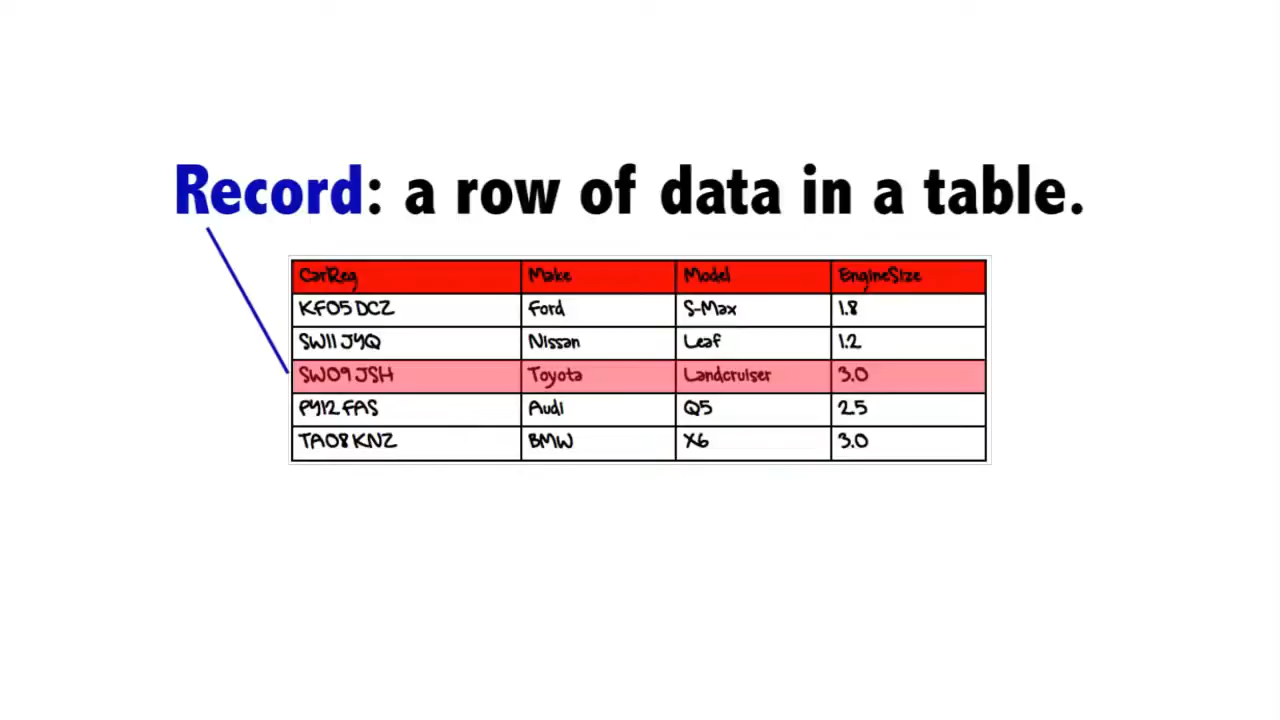 Record: a row of data in a table.
CarReg Make Model EngineSize
KF05 DCZ Ford S-Max 1.8
SW11 JYQ Nissan Leaf 1.2
SW09 JSH Toyota Landcruiser 3.0
PY12 FAS Audi Q5 2.5
TA08 KNZ BMW X6 3.0